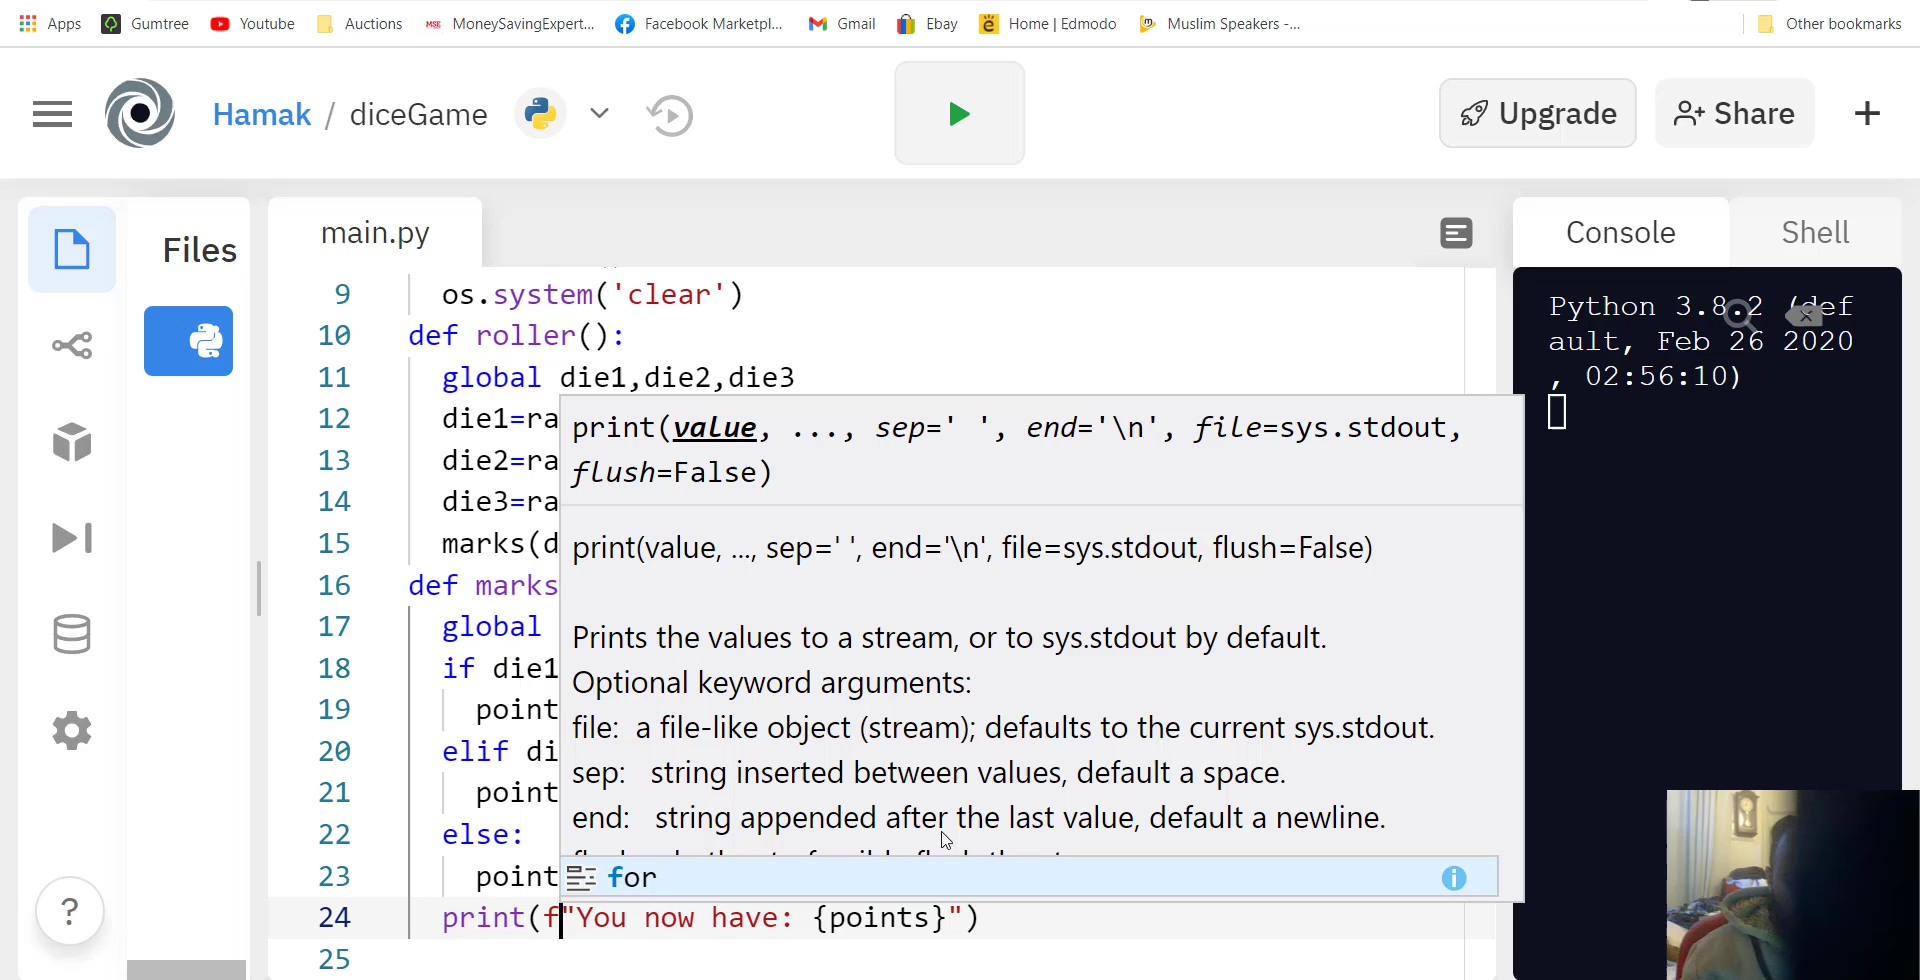 Apps Gumtree Youtube Auctions MSE MoneySavingExpert... Facebook Marketpl... Gmail Ebay Home | Edmodo Muslim Speakers -... Other bookmarks
Hamak / diceGame Upgrade Share +
Files main.py Console Shell
9 os.system('clear')
10 def roller():
11 global die1,die2,die3
12 die1=ra
13 die2=ra
14 die3=ra
15 marks(d
16 def marks
17 global
18 if die1
19 point
20 elif di
21 point
22 else:
23 point
24 print(f"You now have: {points}")
25
print(value, ..., sep=' ', end='\n', file=sys.stdout,
flush=False)
print(value, ..., sep=' ', end='\n', file=sys.stdout, flush=False)
Prints the values to a stream, or to sys.stdout by default.
Optional keyword arguments:
file: a file-like object (stream); defaults to the current sys.stdout.
sep: string inserted between values, default a space.
end: string appended after the last value, default a newline.
for
Python 3.8.2 (def
ault, Feb 26 2020
, 02:56:10)
?